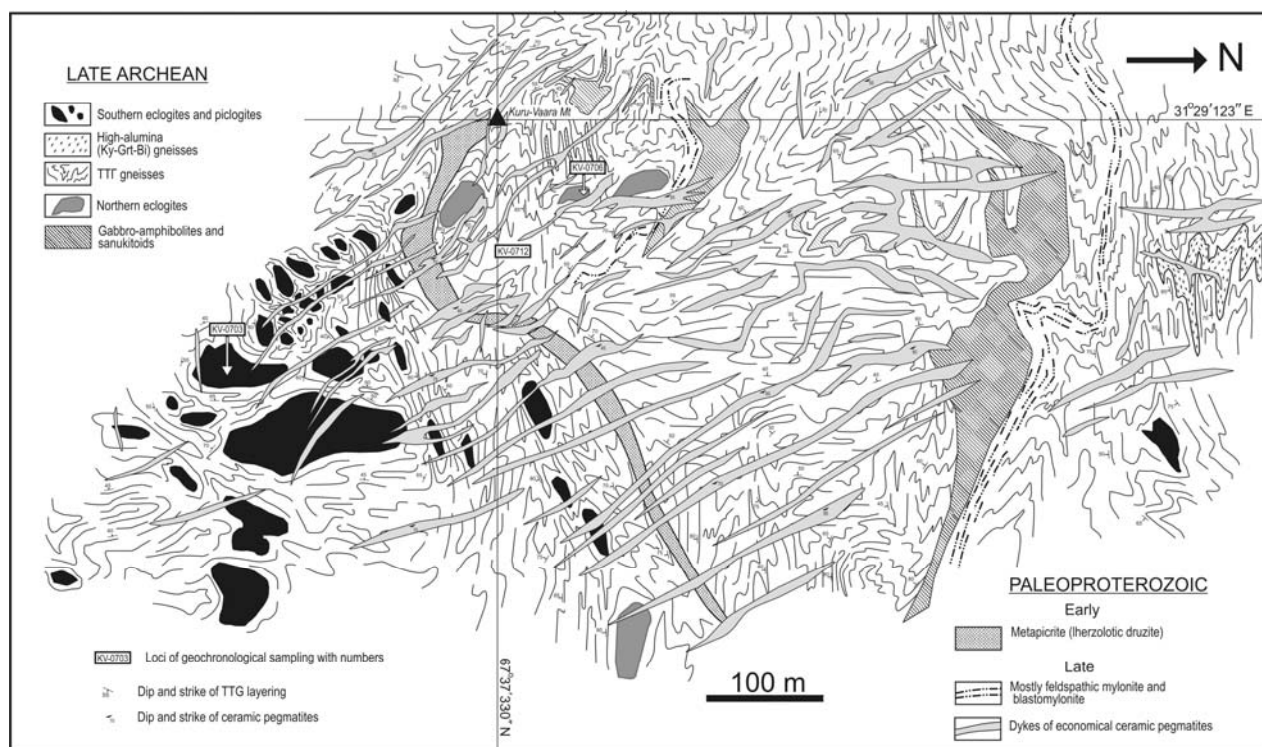 LATE ARCHEAN
Southern eclogites and piclogites
High-alumina
(Ky-Grt-Bi) gneisses
TTГ gneisses
Northern eclogites
Gabbro-amphibolites and
sanukitoids
N
31°29´123´´ E
Kuru-Vaara Mt
KV-0706
KV-0712
KV-0703
KV-0703 Loci of geochronological sampling with numbers
Dip and strike of TTG layering
Dip and strike of ceramic pegmatites
67°37´330´´ N
100 m
PALEOPROTEROZOIC
Early
Metapicrite (lherzolotic druzite)
Late
Mostly feldspathic mylonite and
blastomylonite
Dykes of economical ceramic pegmatites